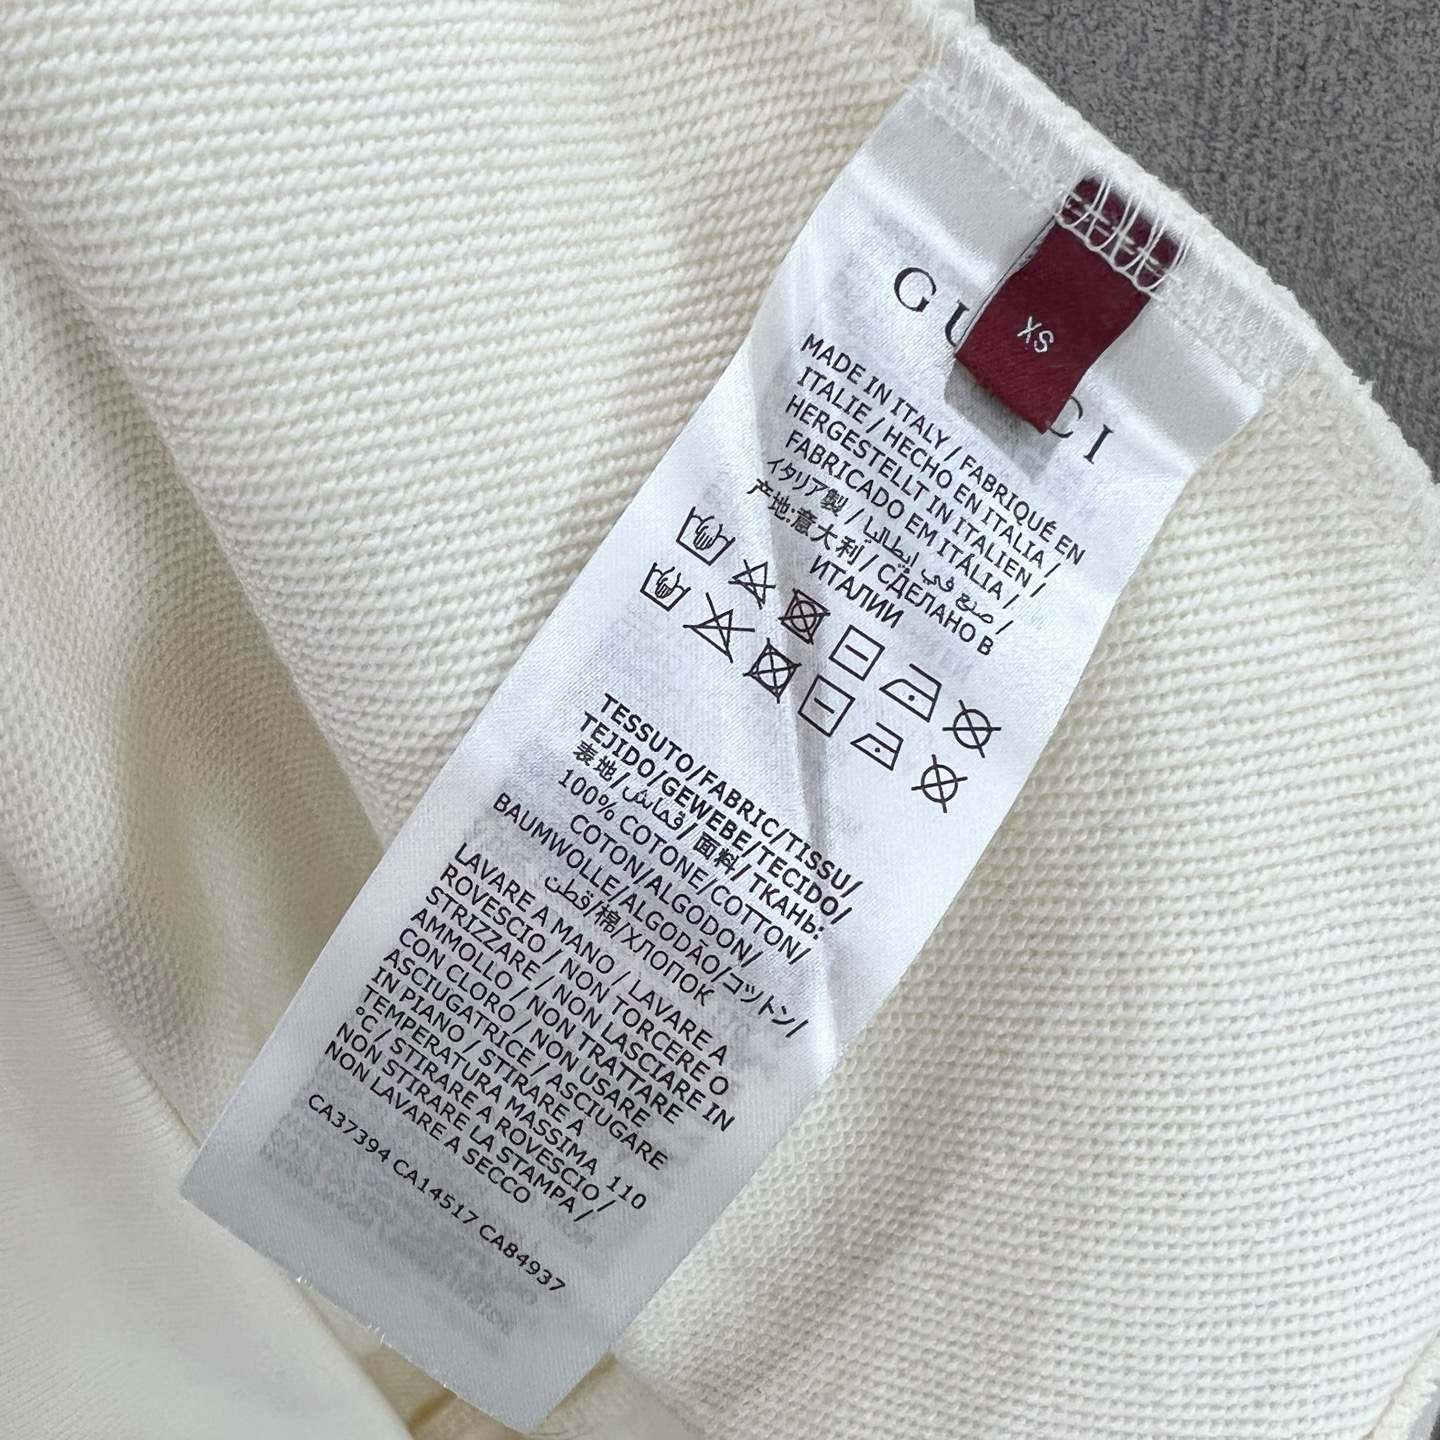 XS
GUCCI
MADE IN ITALY / FABRIQUÉ EN
ITALIE / HECHO EN ITALIA /
HERGESTELLT IN ITALIEN /
FABRICADO EM ITÁLIA /
イタリア製 / صنع في إيطاليا /
产地:意大利 / СДЕЛАНО В
ИТАЛИИ
TESSUTO/FABRIC/TISSU/
TEJIDO/GEWEBE/TECIDO/
表地/قماش/面料/ТКАНЬ:
100% COTONE/COTTON/
COTON/ALGODON/
BAUMWOLLE/ALGODÃO/コットン/
قطن/棉/ХЛОПОК
LAVARE A MANO / LAVARE A
ROVESCIO / NON TORCERE O
STRIZZARE / NON LASCIARE IN
AMMOLLO / NON TRATTARE
CON CLORO / NON USARE
ASCIUGATRICE / ASCIUGARE
IN PIANO / STIRARE A
TEMPERATURA MASSIMA 110
°C / STIRARE A ROVESCIO /
NON STIRARE LA STAMPA /
NON LAVARE A SECCO
CA37394 CA14517 CA84937